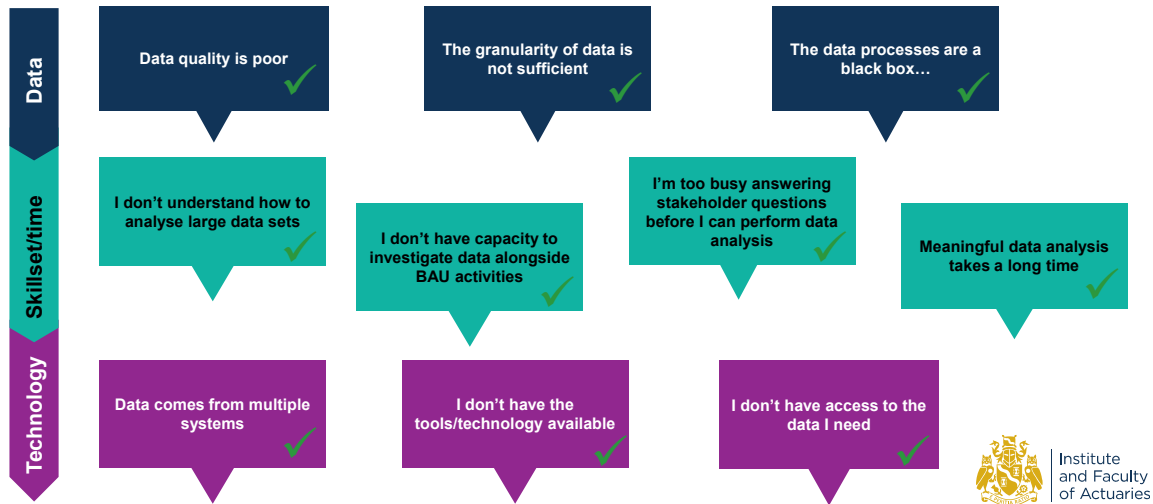 Data
Data quality is poor
The granularity of data is
not sufficient
The data processes are a
black box…
Skillset/time
I don't understand how to
analyse large data sets
I don't have capacity to
investigate data alongside
BAU activities
I'm too busy answering
stakeholder questions
before I can perform data
analysis
Meaningful data analysis
takes a long time
Technology
Data comes from multiple
systems
I don't have the
tools/technology available
I don't have access to the
data I need
Institute
and Faculty
of Actuaries